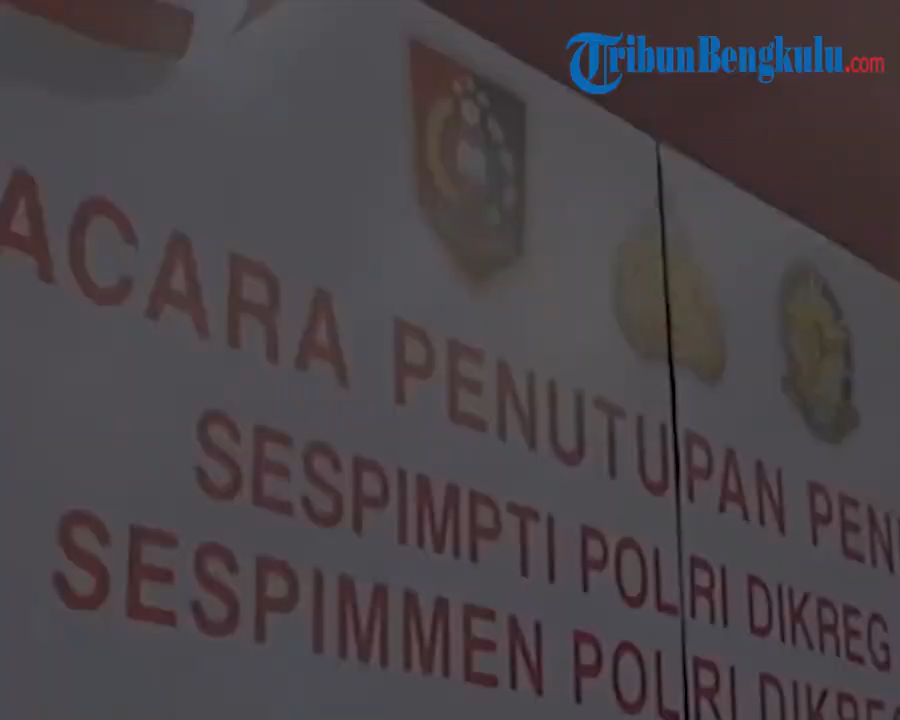 TribunBengkulu.com
ACARA PENUTUPAN
SESPIMPTI POLRI DIKREG
SESPIMMEN POLRI